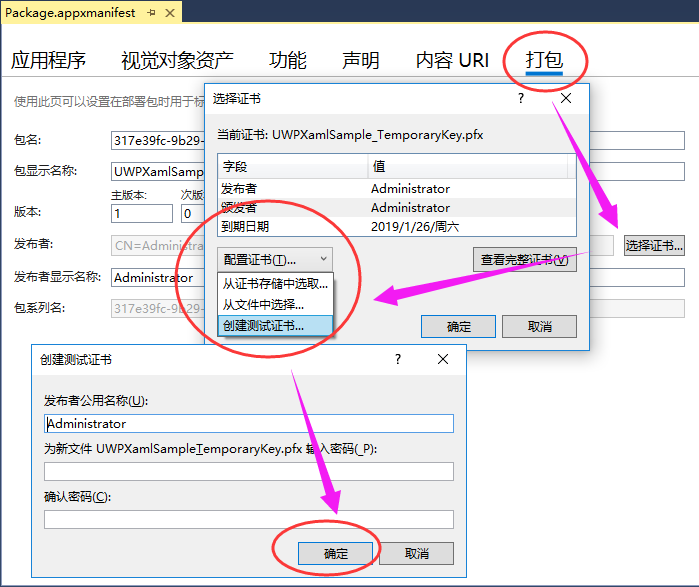 Package.appxmanifest
应用程序 视觉对象资产 功能 声明 内容 URI 打包
使用此页可以设置在部署包时用于标
选择证书 ?
当前证书: UWPXamlSample_TemporaryKey.pfx
包名: 317e39fc-9b29-
字段 值
包显示名称: UWPXamlSamp
发布者 Administrator
主版本: 次版
颁发者 Administrator
版本: 1 0
到期日期 2019/1/26/周六
发布者: CN=Administra
选择证书...
配置证书(T)... 查看完整证书(V)
发布者显示名称: Administrator
从证书存储中选取...
从文件中选择...
包系列名: 317e39fc-9b29-
创建测试证书...
确定 取消
创建测试证书 ?
发布者公用名称(U):
Administrator
为新文件 UWPXamlSampleTemporaryKey.pfx 输入密码(_P):
确认密码(C):
确定 取消